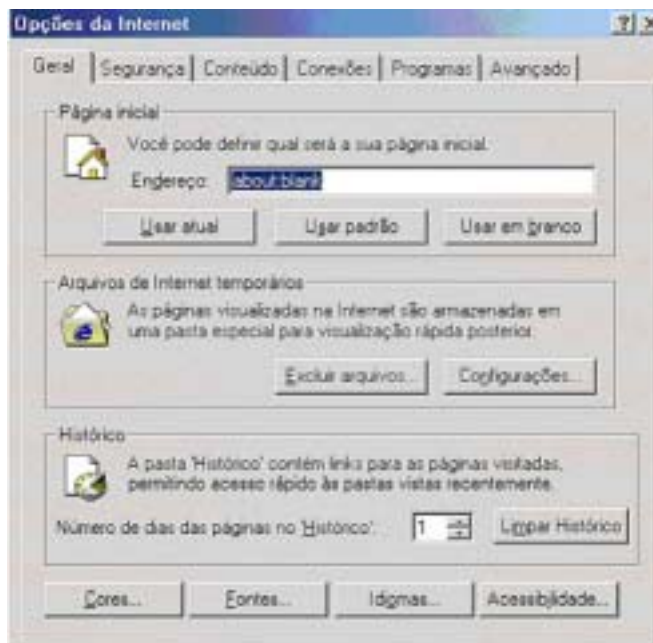 Opções da Internet
Geral Segurança Conteúdo Conexões Programas Avançado
Página inicial
Você pode definir qual será a sua página inicial.
Endereço: about:blank
Usar atual Usar padrão Usar em branco
Arquivos de Internet temporários
As páginas visualizadas na Internet são armazenadas em
uma pasta especial para visualização rápida posterior.
Excluir arquivos... Configurações...
Histórico
A pasta 'Histórico' contém links para as páginas visitadas,
permitindo acesso rápido às pastas vistas recentemente.
Número de dias das páginas no 'Histórico': 1 Limpar Histórico
Cores... Fontes... Idiomas... Acessibilidade...